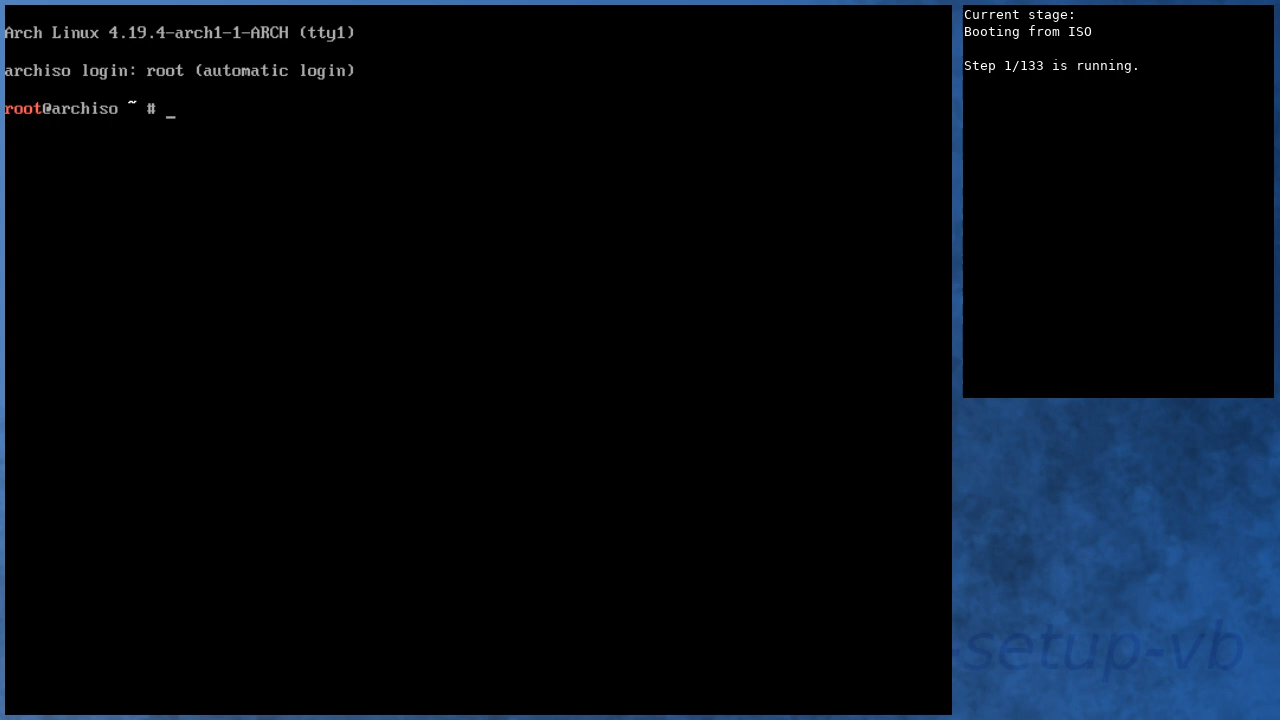 Arch Linux 4.19.4-arch1-1-ARCH (tty1)
archiso login: root (automatic login)
root@archiso ~ # _
Current stage:
Booting from ISO
Step 1/133 is running.
-setup-vb